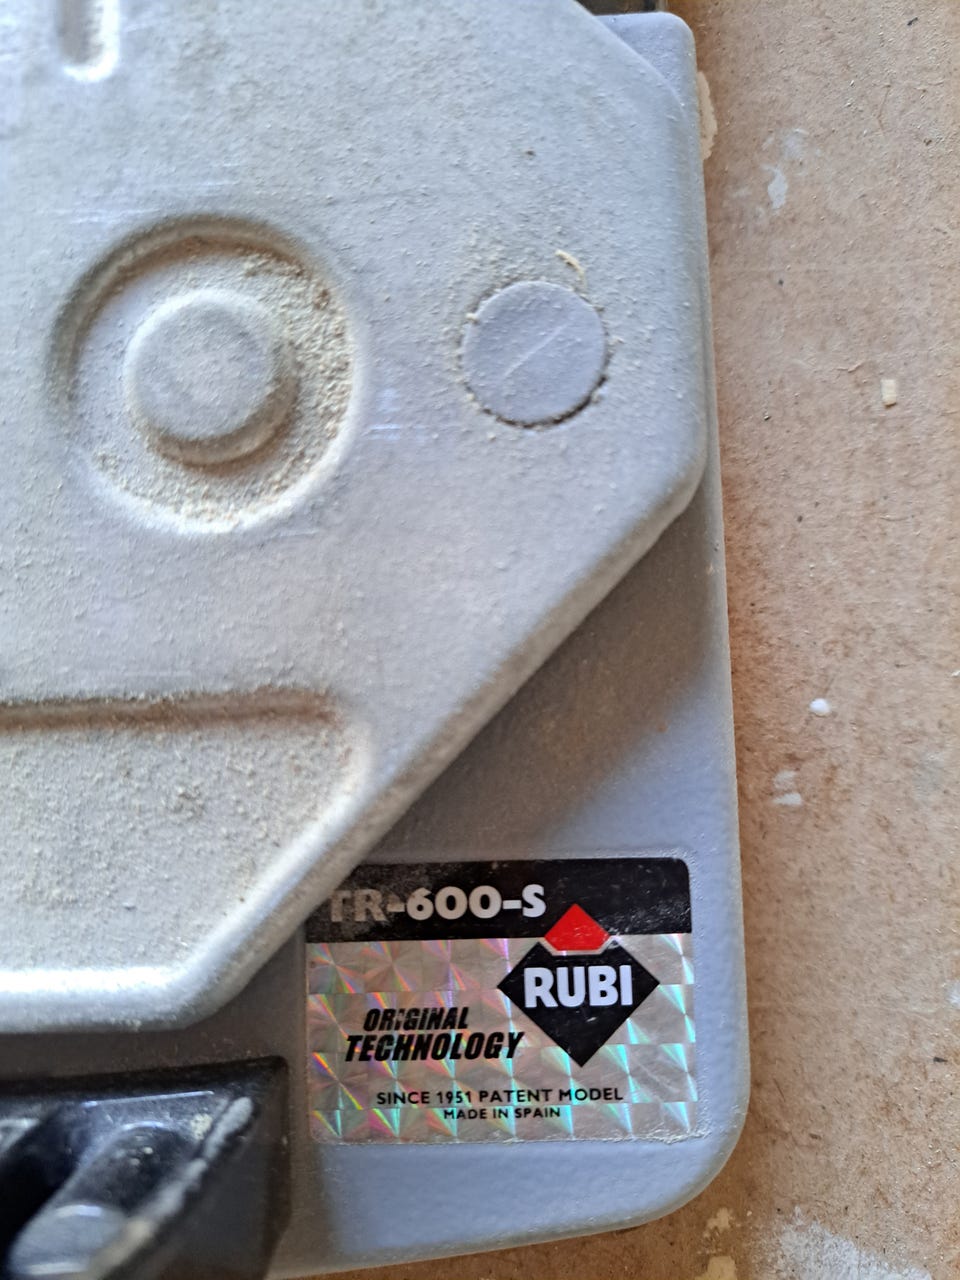 TR-600-S
RUBI
ORIGINAL
TECHNOLOGY
SINCE 1951 PATENT MODEL
MADE IN SPAIN